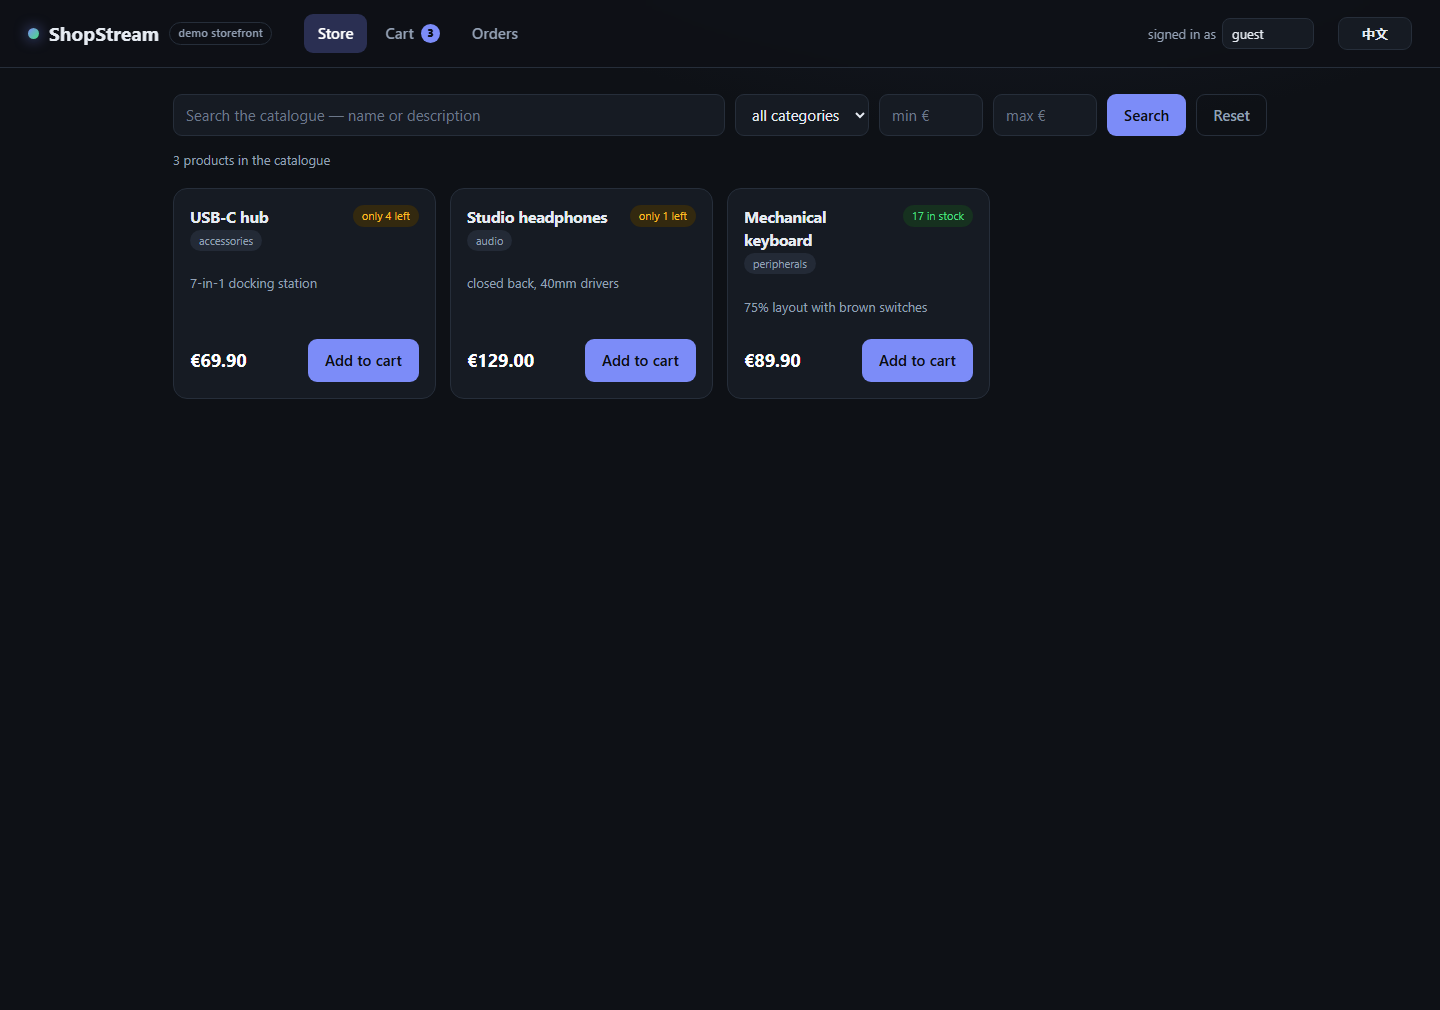 ShopStream demo storefront Store Cart 3 Orders signed in as guest 中文
Search the catalogue — name or description all categories min € max € Search Reset
3 products in the catalogue
USB-C hub only 4 left
accessories
7-in-1 docking station
€69.90 Add to cart
Studio headphones only 1 left
audio
closed back, 40mm drivers
€129.00 Add to cart
Mechanical 17 in stock
keyboard
peripherals
75% layout with brown switches
€89.90 Add to cart